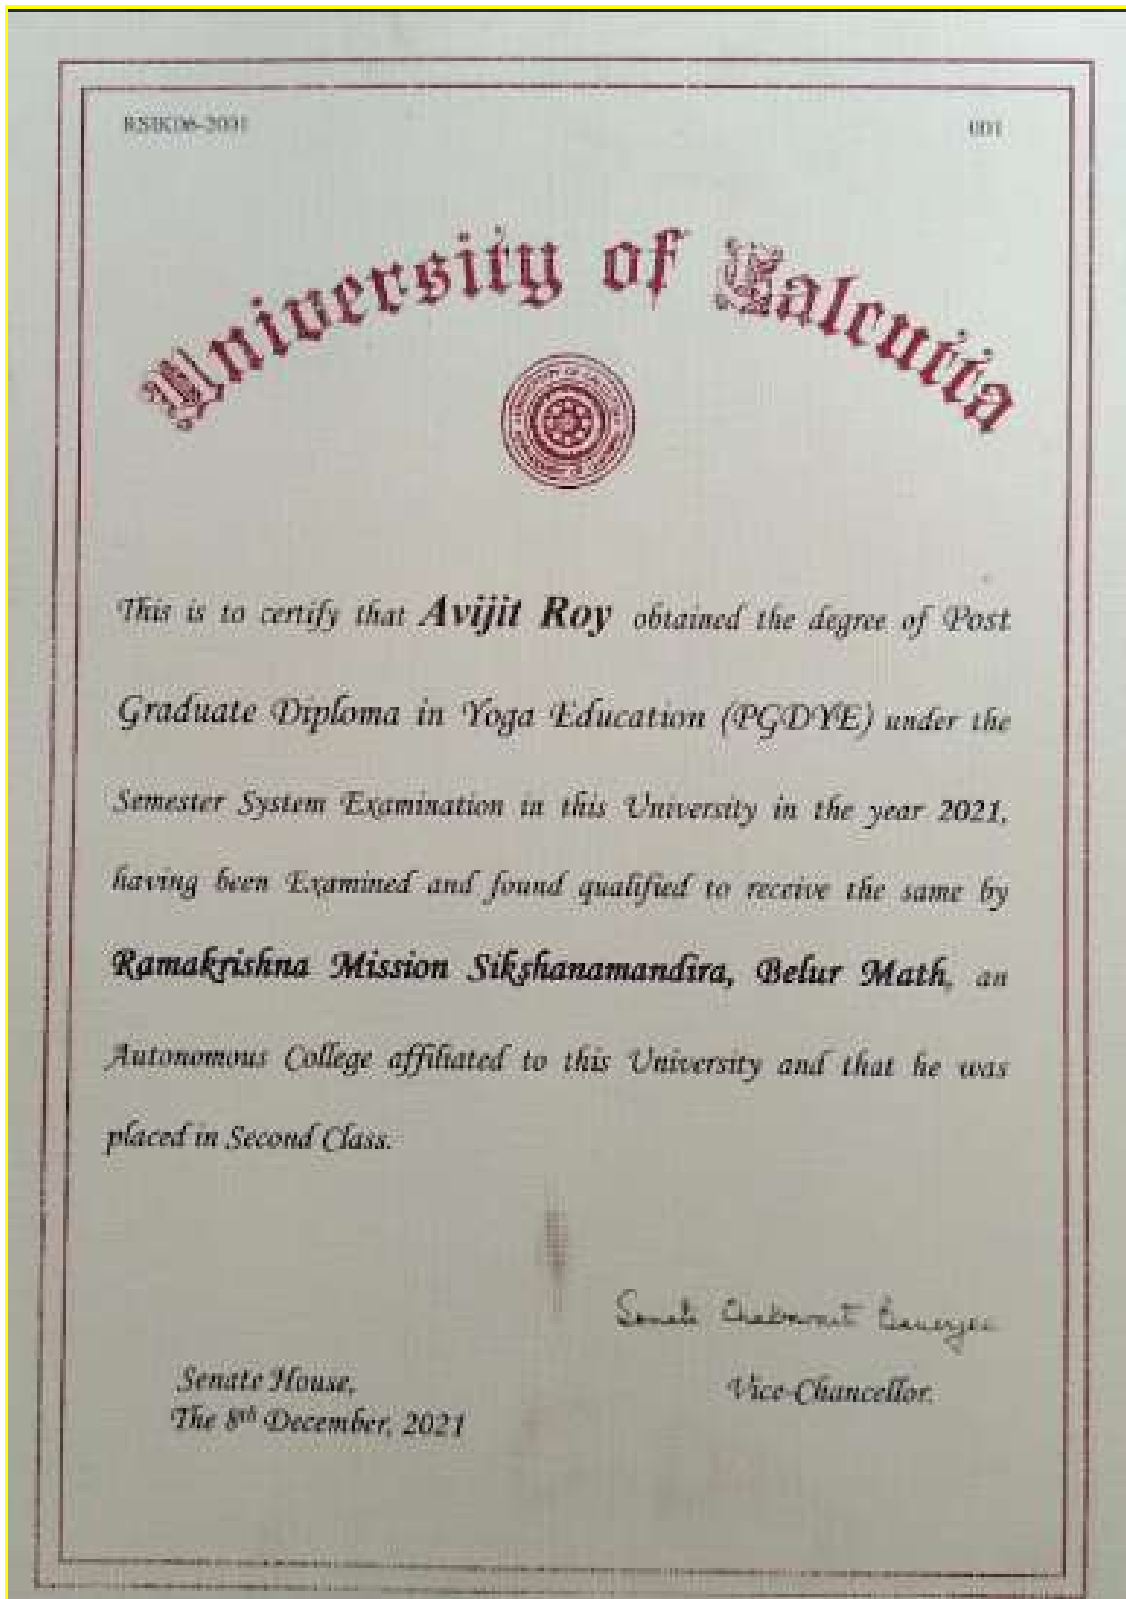 001
University of Calcutta
This is to certify that Avijit Roy obtained the degree of Post
Graduate Diploma in Yoga Education (PGDYE) under the
Semester System Examination in this University in the year 2021,
having been Examined and found qualified to receive the same by
Ramakrishna Mission Sikshanamandira, Belur Math, an
Autonomous College affiliated to this University and that he was
placed in Second Class.
Banerjee
Senate House,
Vice-Chancellor.
The 8th December, 2021